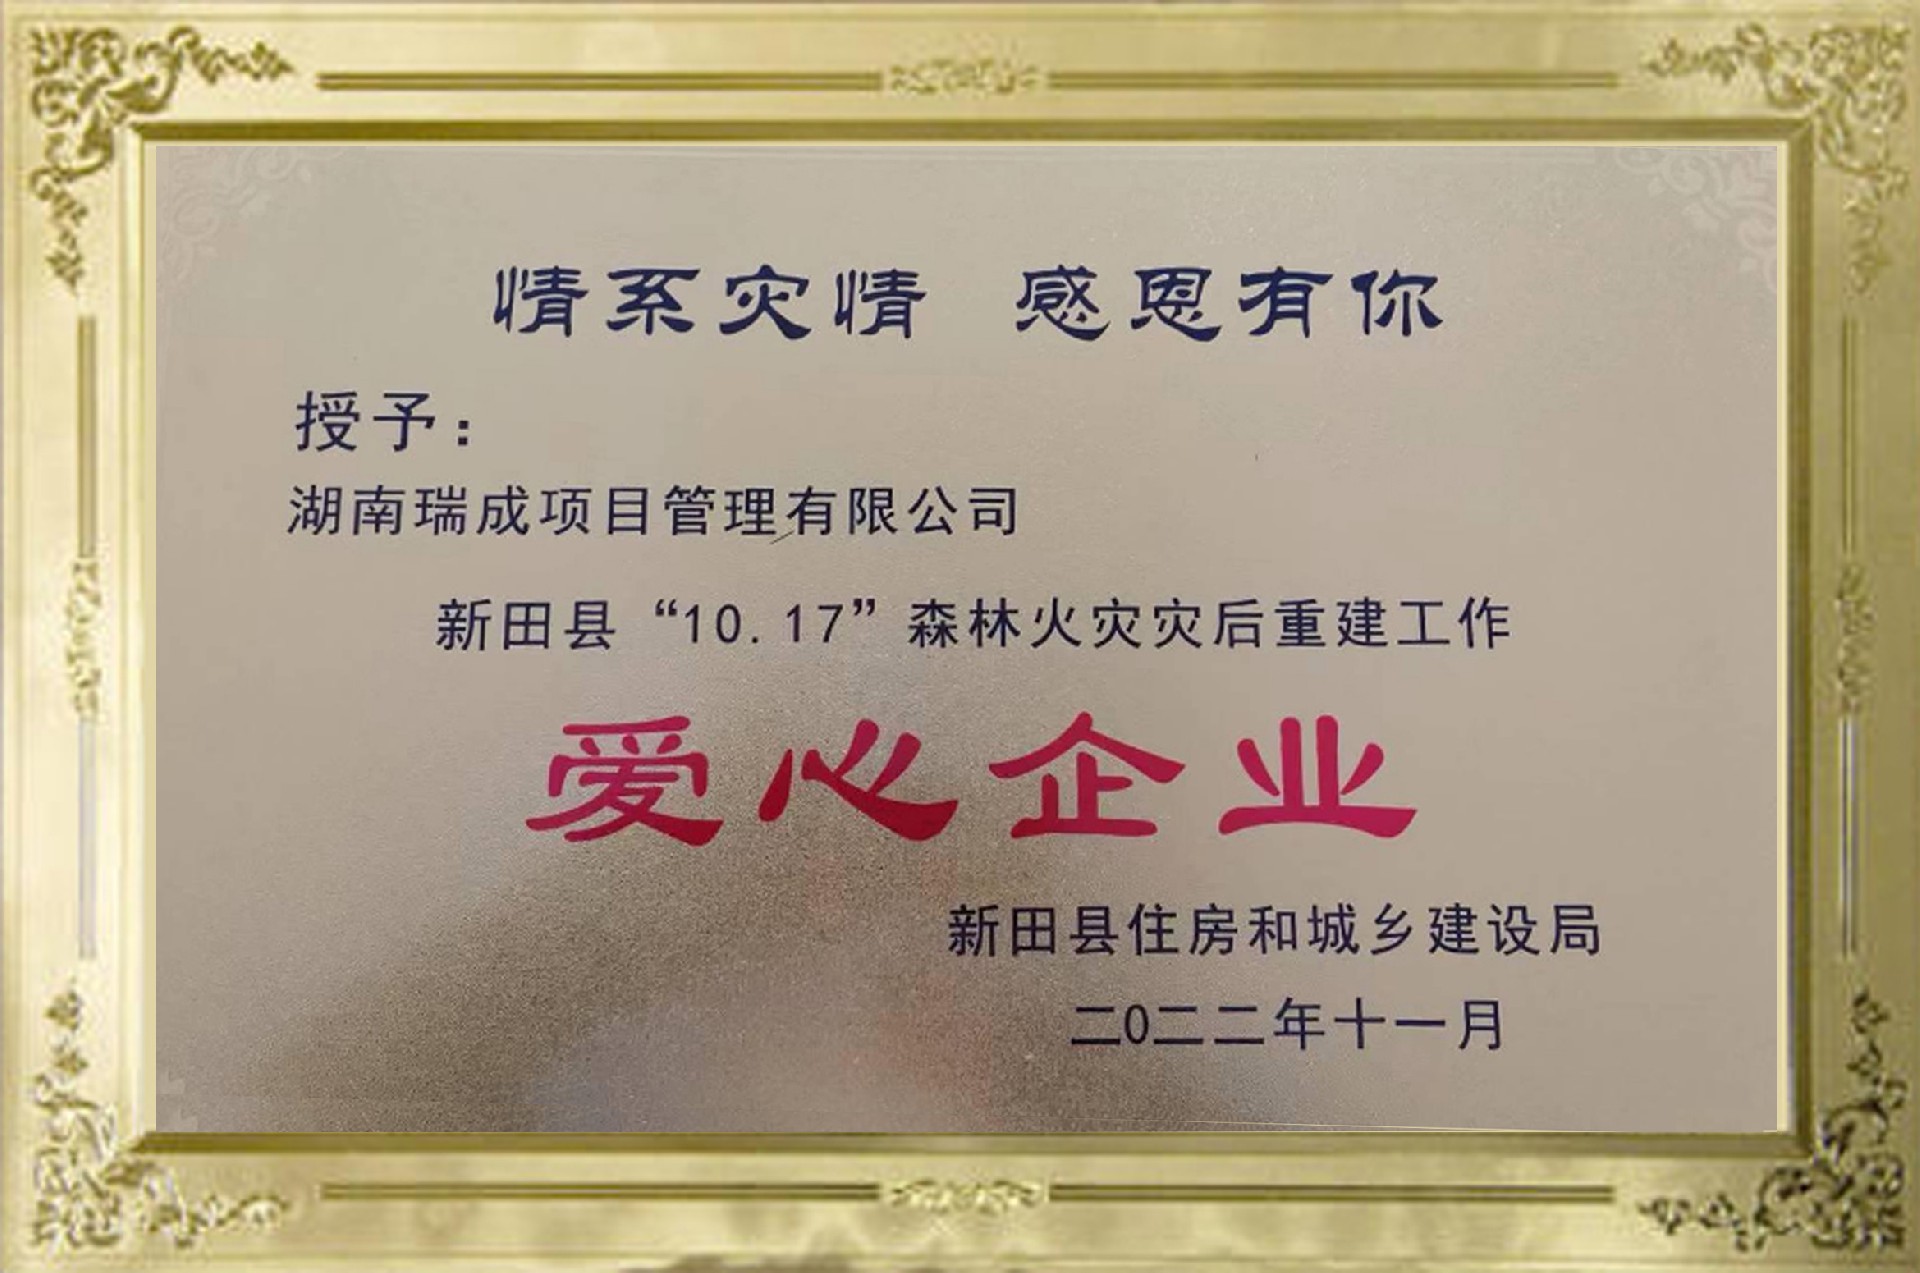 情系灾情 感恩有你
授予：
湖南瑞成项目管理有限公司
新田县“10.17”森林火灾灾后重建工作
爱心企业
新田县住房和城乡建设局
二0二二年十一月